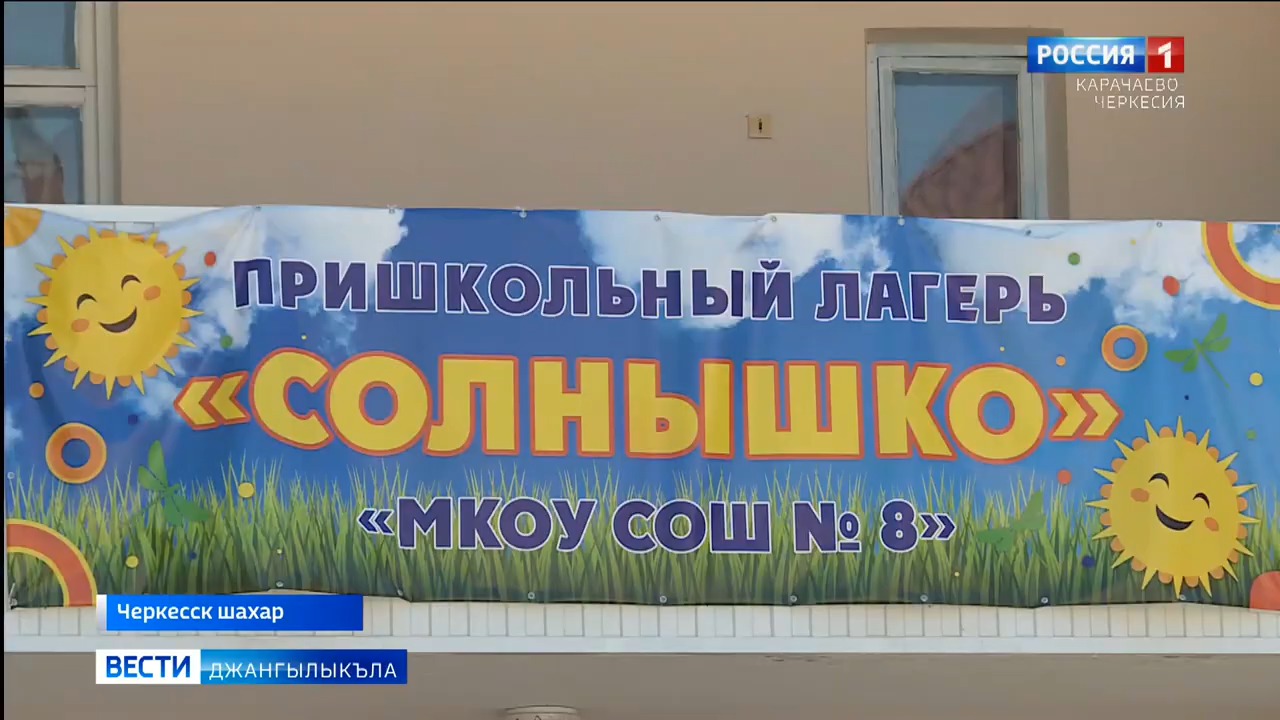 РОССИЯ 1
КАРАЧАЕВО
ЧЕРКЕСИЯ
ПРИШКОЛЬНЫЙ ЛАГЕРЬ
«СОЛНЫШКО»
«МКОУ СОШ № 8»
Черкесск шахар
ВЕСТИ ДЖАНГЫЛЫКЪЛА